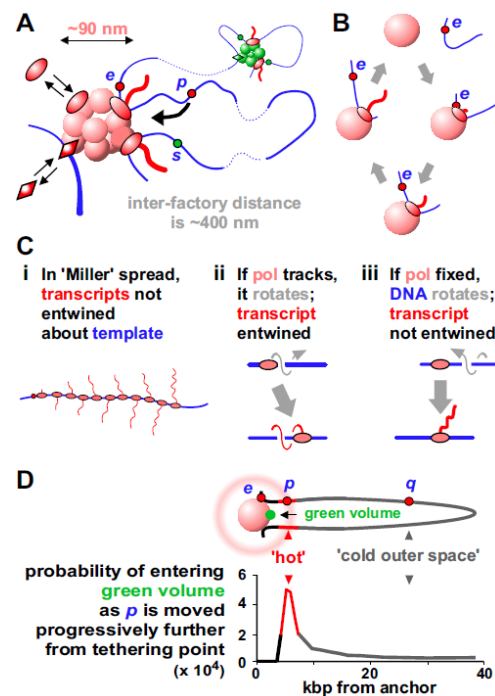 A
~90 nm
e
p
s
inter-factory distance
is ~400 nm
B
e
e
e
e
C
i In 'Miller' spread,
transcripts not
entwined
about template
ii If pol tracks,
it rotates;
transcript
entwined
iii If pol fixed,
DNA rotates;
transcript
not entwined
D
e
p
q
green volume
'hot'
'cold outer space'
probability of entering
green volume
as p is moved
progressively further
from tethering point
(x 10⁴)
6
4
2
0
0
20
40
kbp from anchor